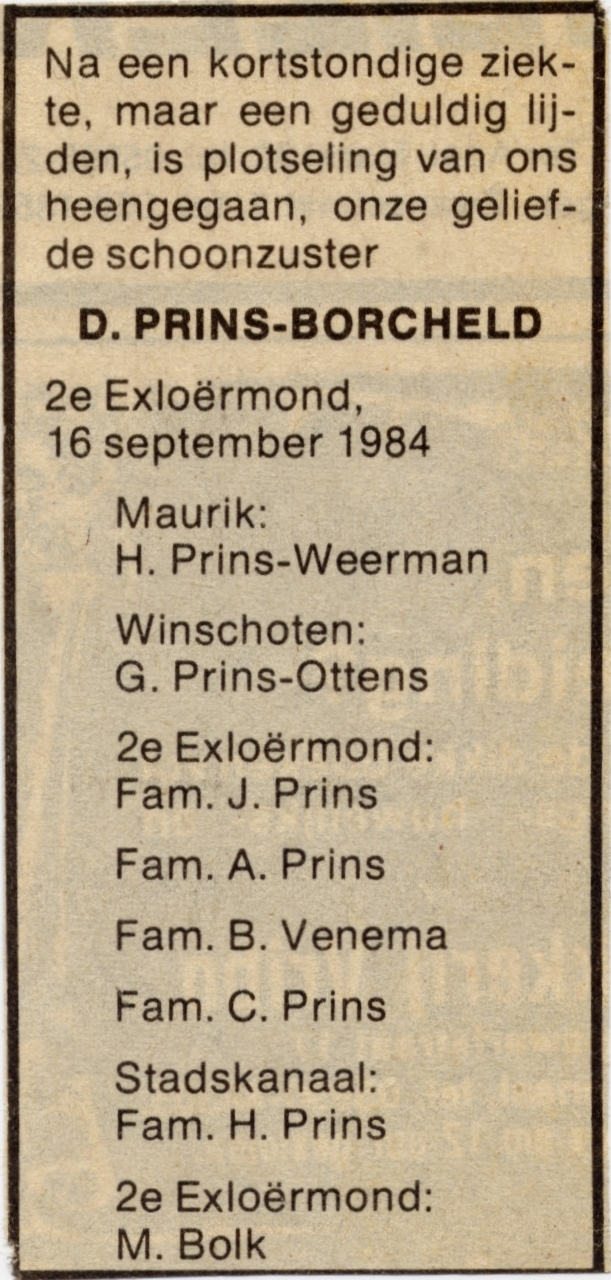 Na een kortstondige ziek-
te, maar een geduldig lij-
den, is plotseling van ons
heengegaan, onze gelief-
de schoonzuster
D. PRINS-BORCHELD
2e Exloërmond,
16 september 1984
Maurik:
H. Prins-Weerman
Winschoten:
G. Prins-Ottens
2e Exloërmond:
Fam. J. Prins
Fam. A. Prins
Fam. B. Venema
Fam. C. Prins
Stadskanaal:
Fam. H. Prins
2e Exloërmond:
M. Bolk